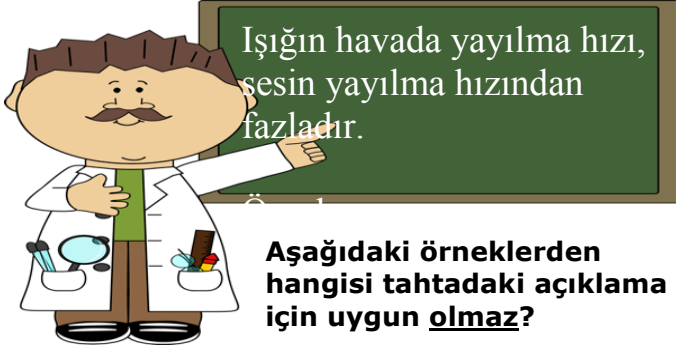 Işığın havada yayılma hızı,
sesin yayılma hızından
fazladır.
Aşağıdaki örneklerden
hangisi tahtadaki açıklama
için uygun olmaz?